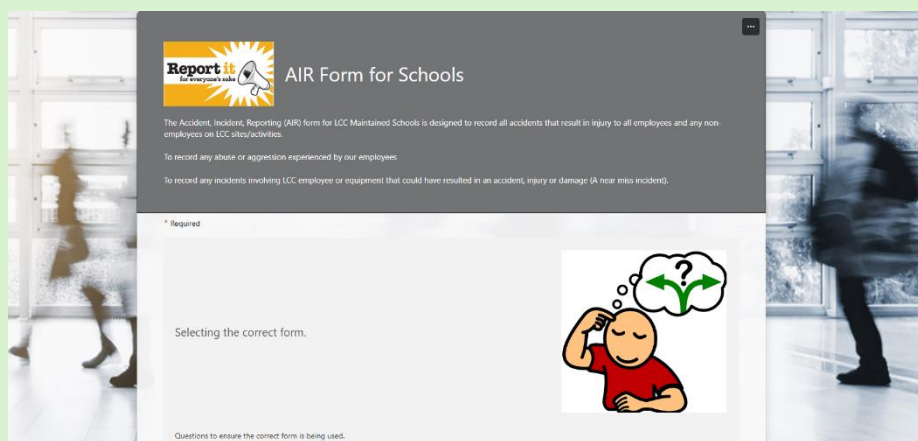 Report it
for everyone's sake
AIR Form for Schools
The Accident, Incident, Reporting (AIR) form for LCC Maintained Schools is designed to record all accidents that result in injury to all employees and any non-
employees on LCC sites/activities.
To record any abuse or aggression experienced by our employees
To record any incidents involving LCC employee or equipment that could have resulted in an accident, injury or damage (A near miss incident).
* Required
?
Selecting the correct form.
Questions to ensure the correct form is being used.